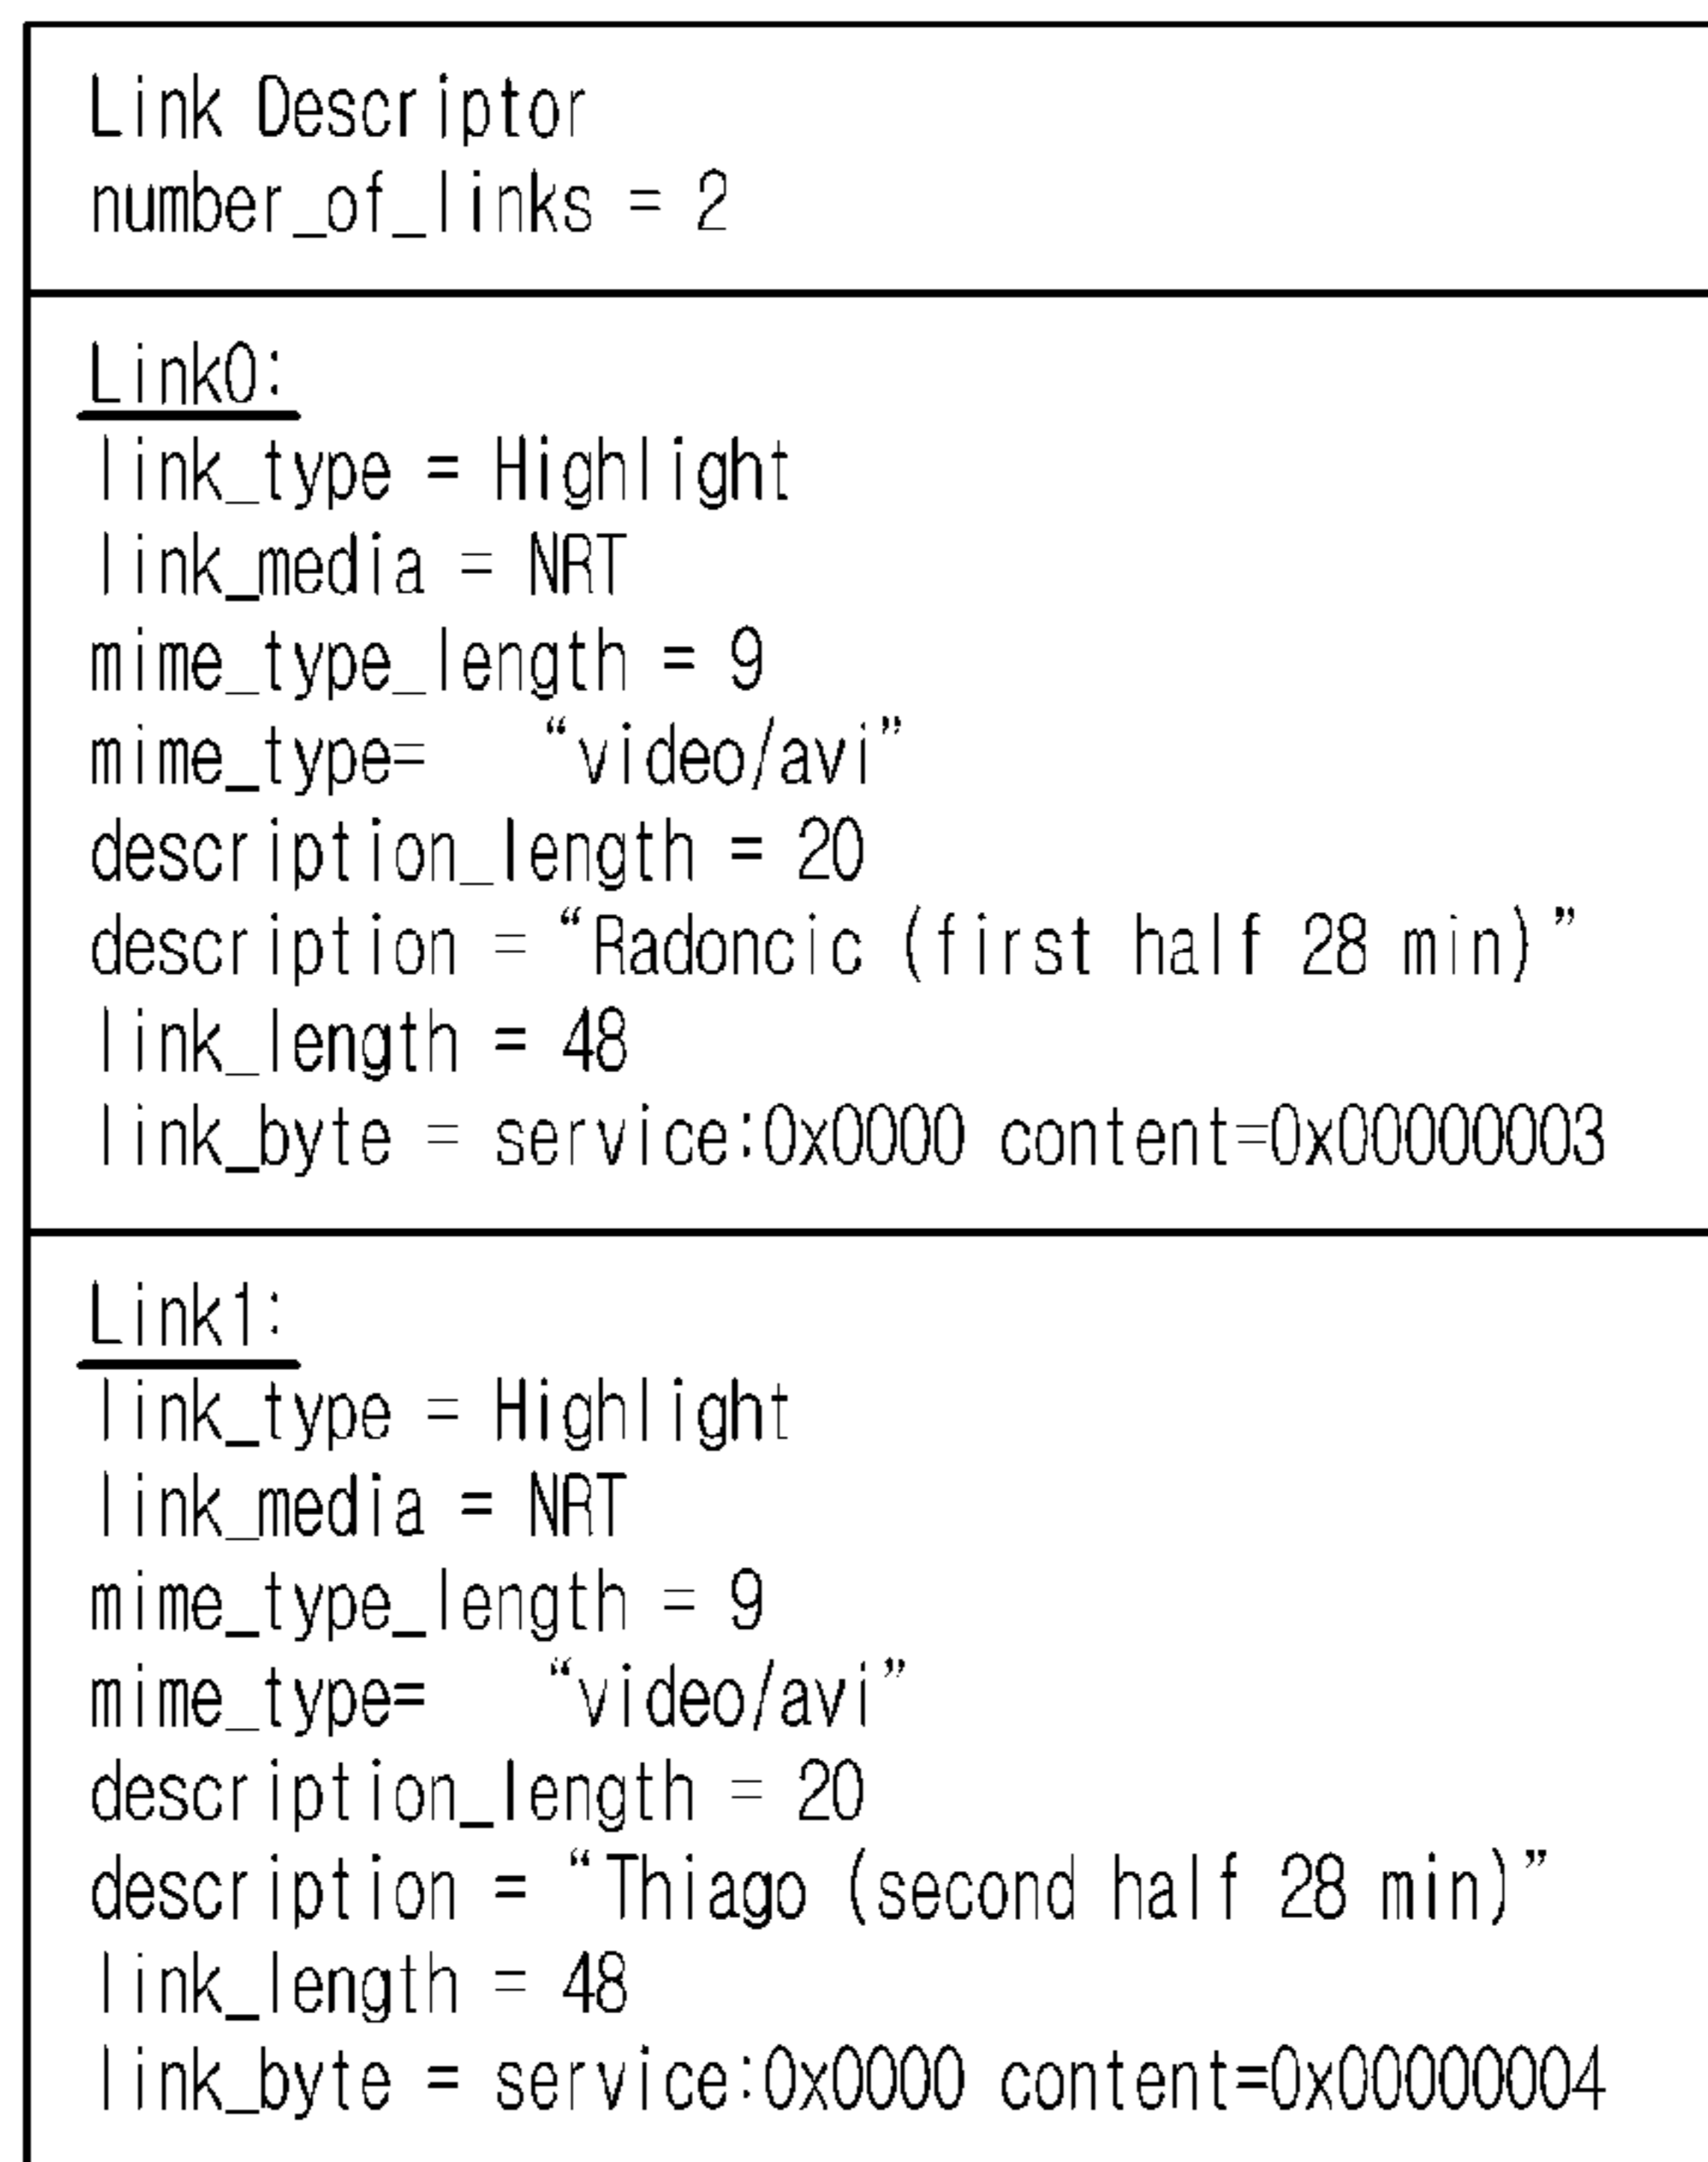 Link Descriptor
number_of_links = 2
Link0:
link_type = Highlight
link_media = NRT
mime_type_length = 9
mime_type= “video/avi”
description_length = 20
description = “Radoncic (first half 28 min)”
link_length = 48
link_byte = service:0x0000 content=0x00000003
Link1:
link_type = Highlight
link_media = NRT
mime_type_length = 9
mime_type= “video/avi”
description_length = 20
description = “Thiago (second half 28 min)”
link_length = 48
link_byte = service:0x0000 content=0x00000004